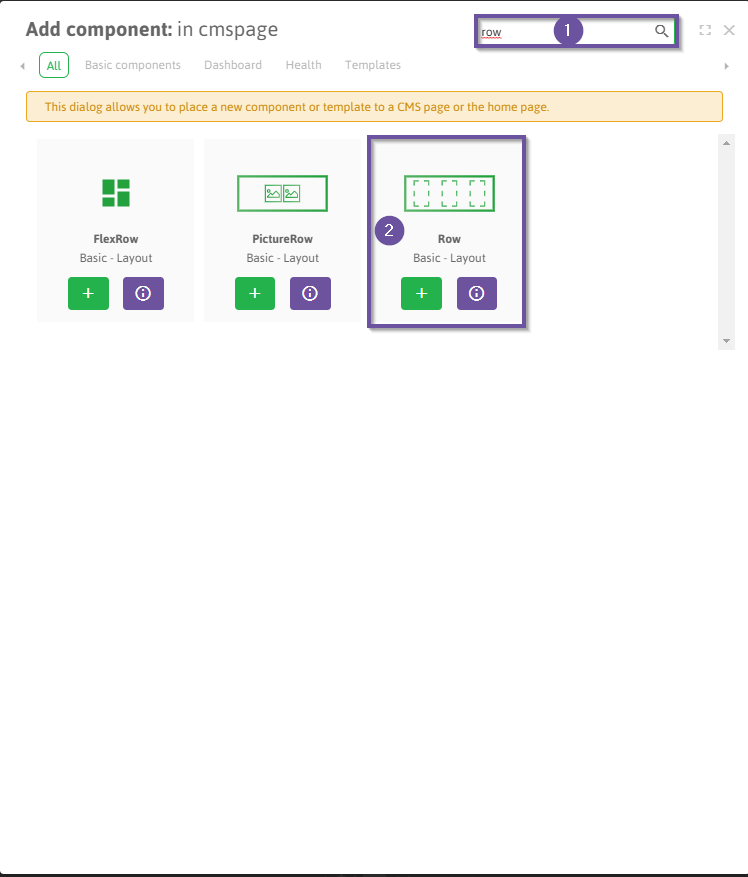 Add component: in cmspage
row
1
All Basic components Dashboard Health Templates
This dialog allows you to place a new component or template to a CMS page or the home page.
2
FlexRow PictureRow Row
Basic - Layout Basic - Layout Basic - Layout